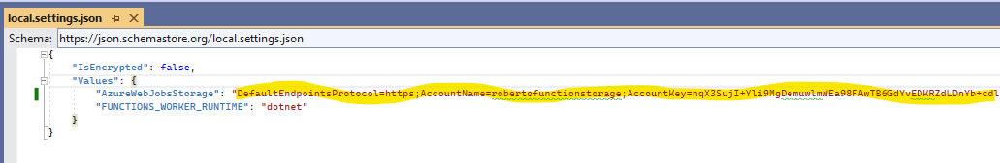 local.settings.json
Schema: https://json.schemastore.org/local.settings.json
{
"IsEncrypted": false,
"Values": {
"AzureWebJobsStorage": "DefaultEndpointsProtocol=https;AccountName=robertofunctionstorage;AccountKey=nqX3SujI+Yli9MgDemuwlmWEa98FAwTB6GdYvEDKRZdLDnYb+cdl
"FUNCTIONS_WORKER_RUNTIME": "dotnet"
}
}